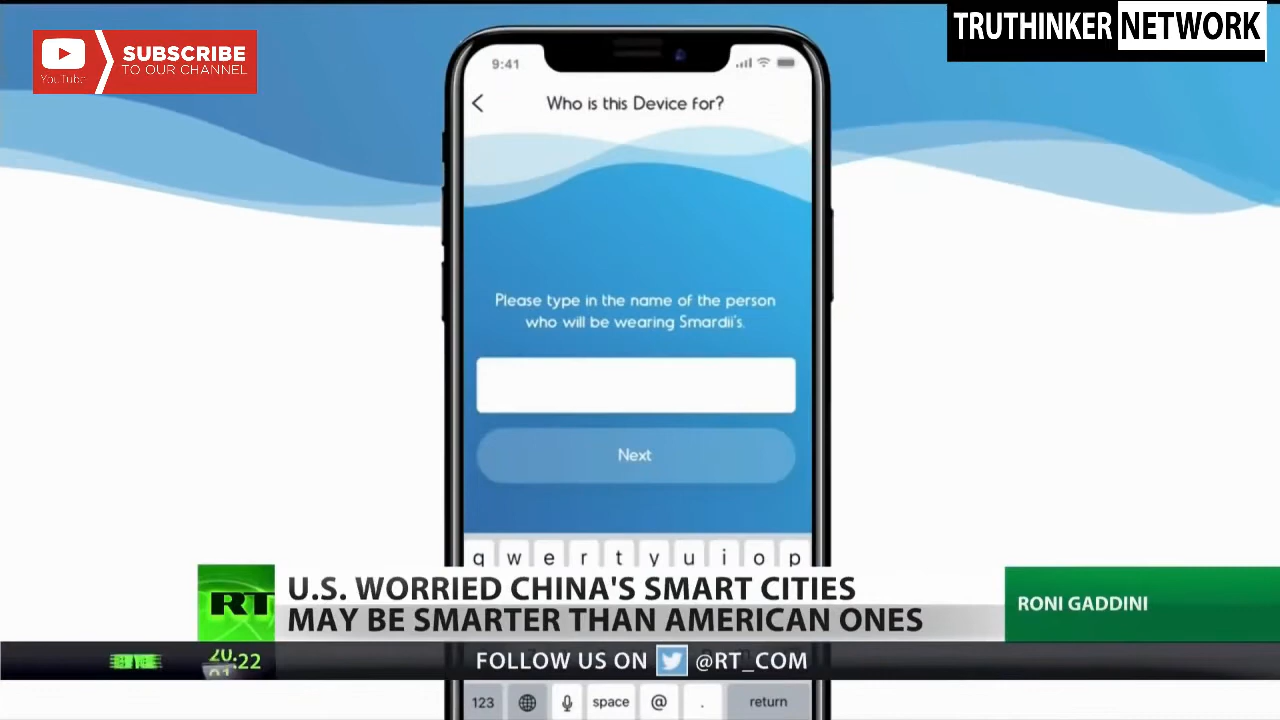 YouTube
SUBSCRIBE
TO OUR CHANNEL
TRUTHINKER NETWORK
9:41
Who is this Device for?
Please type in the name of the person
who will be wearing Smardii's.
Next
q w e r t y u i o p
RT
U.S. WORRIED CHINA'S SMART CITIES
MAY BE SMARTER THAN AMERICAN ONES
RONI GADDINI
:22
FOLLOW US ON @RT_COM
123 space @ . return